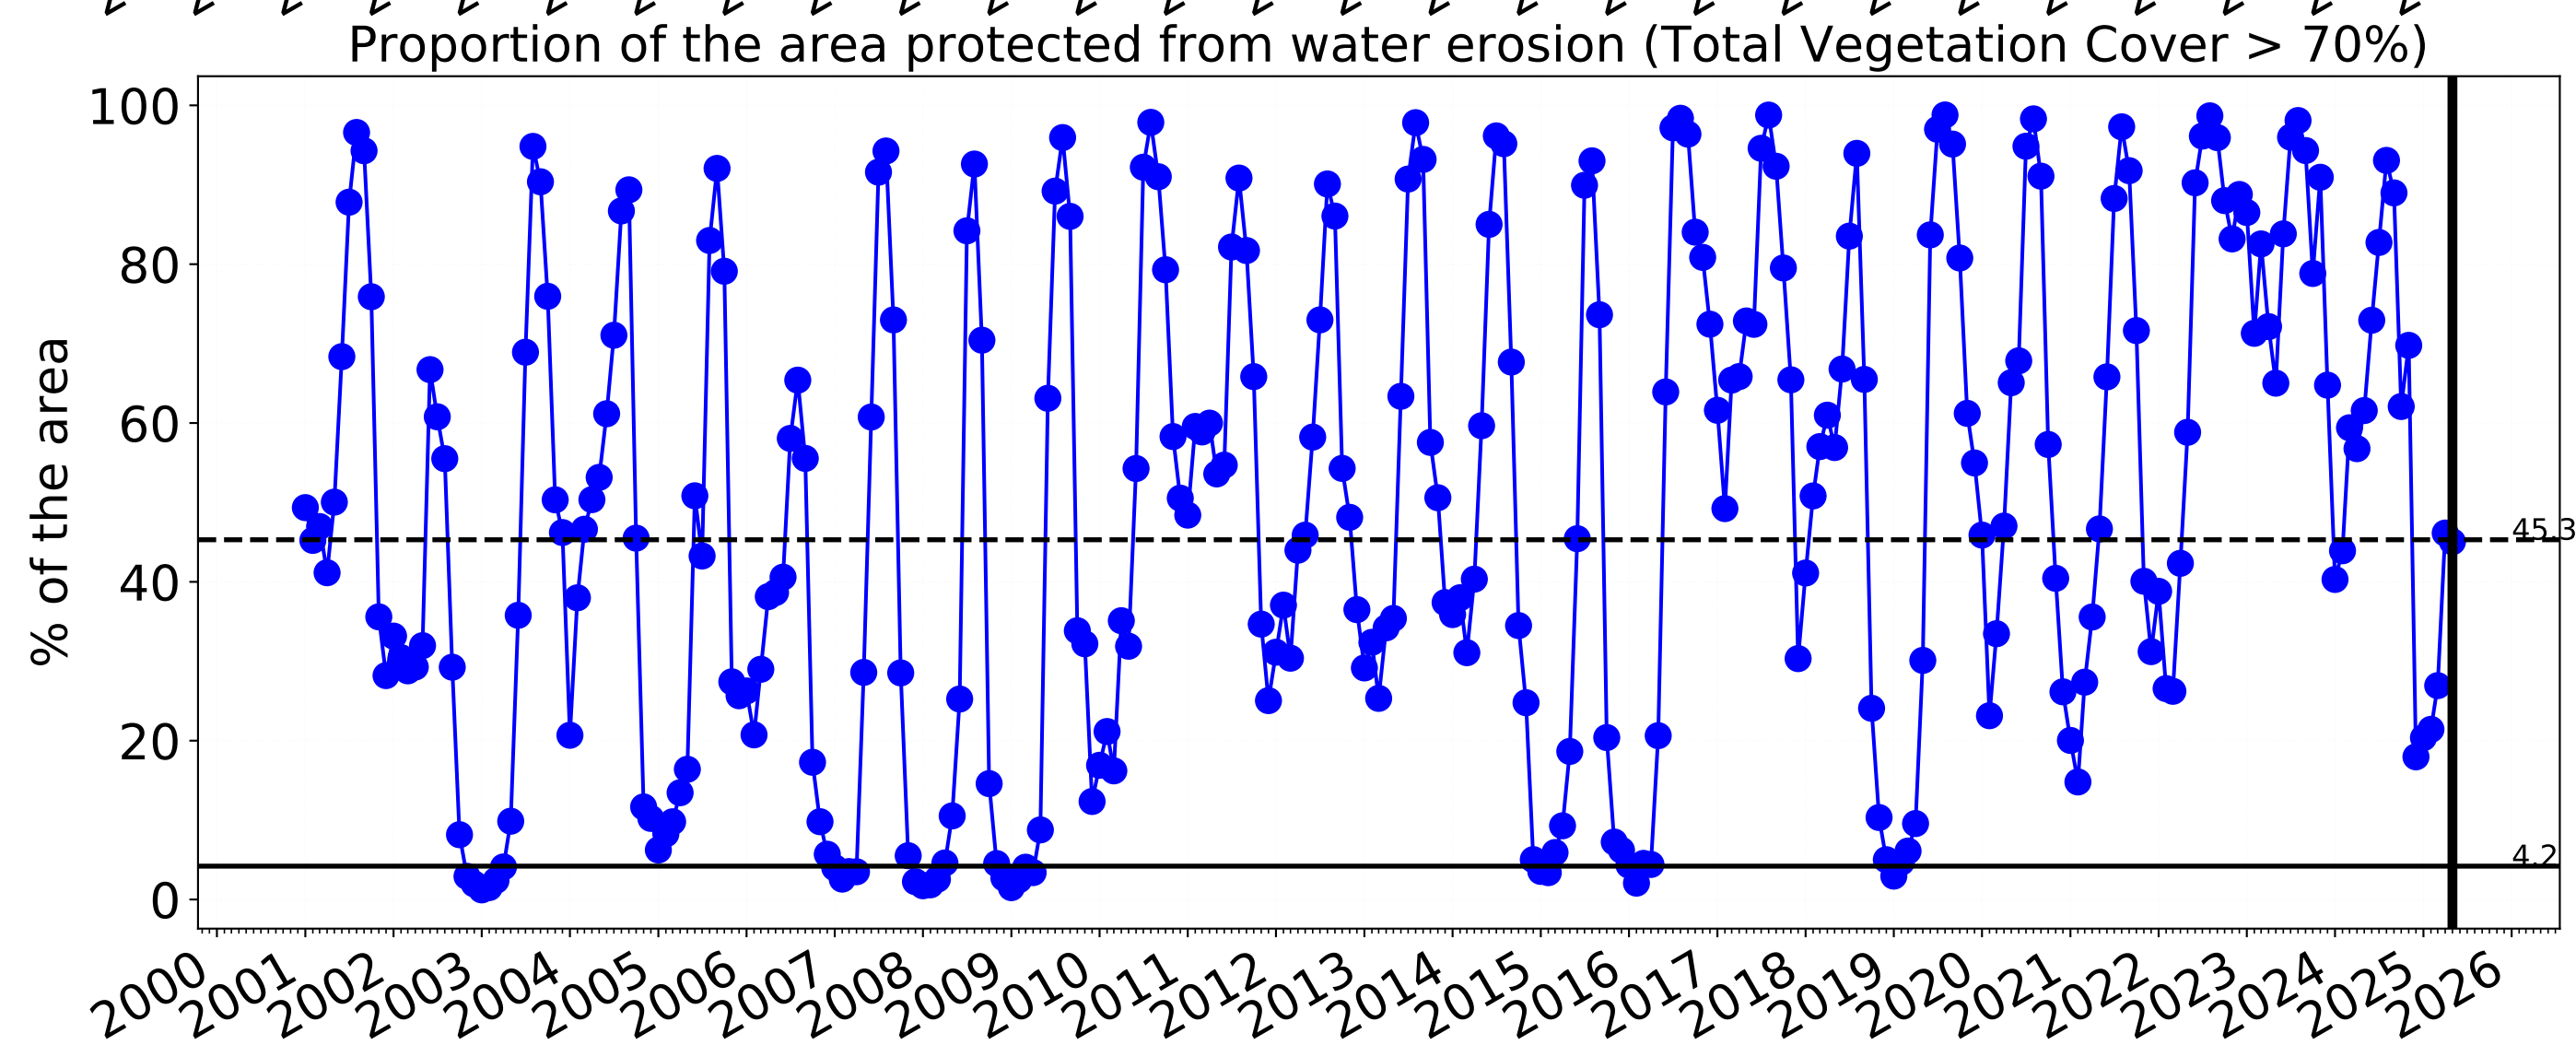 Proportion of the area protected from water erosion (Total Vegetation Cover > 70%)
% of the area
100
80
60
40
20
0
45.3
4.2
2000 2001 2002 2003 2004 2005 2006 2007 2008 2009 2010 2011 2012 2013 2014 2015 2016 2017 2018 2019 2020 2021 2022 2023 2024 2025 2026